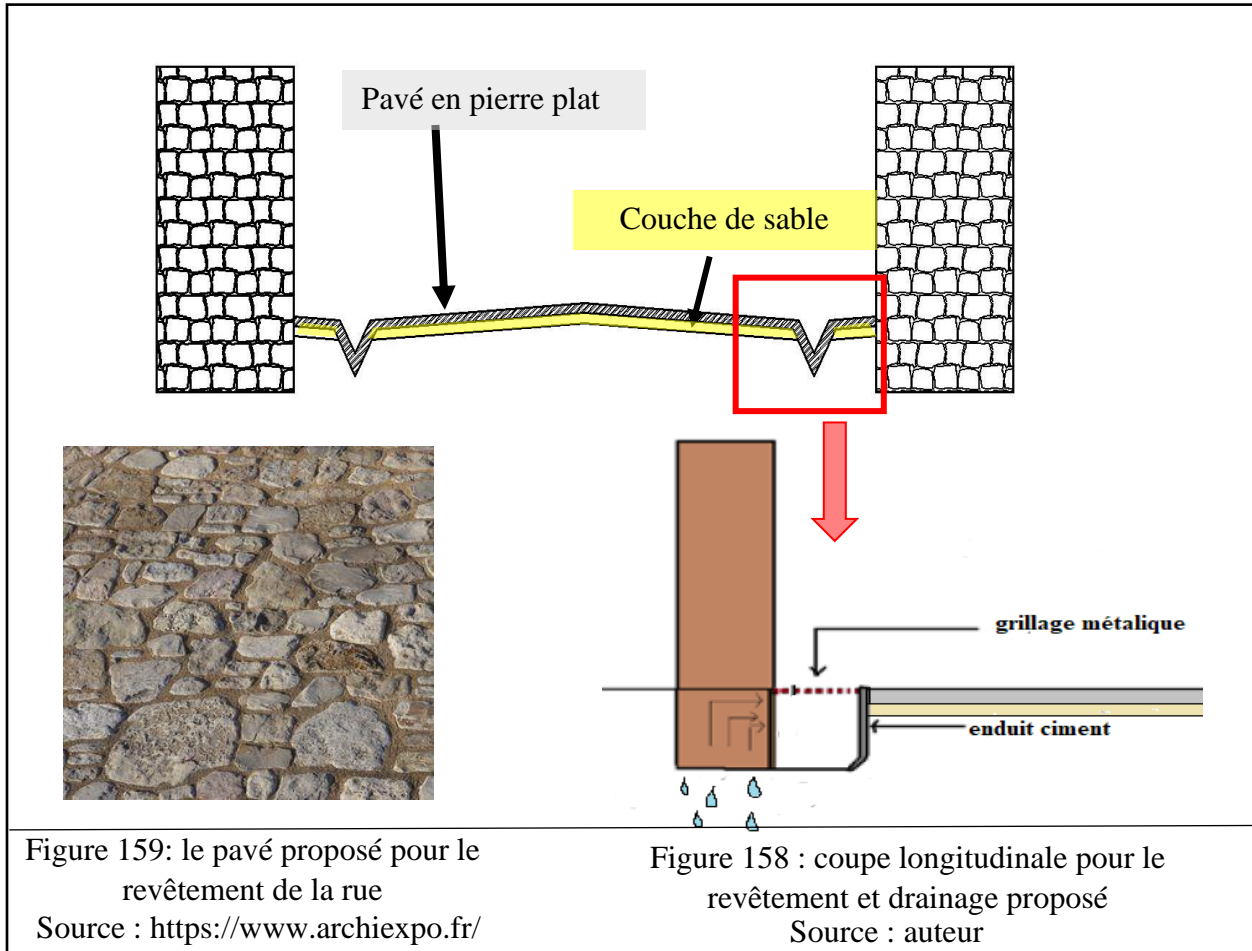 Pavé en pierre plat
Couche de sable
grillage métalique
enduit ciment
Figure 159: le pavé proposé pour le
revêtement de la rue
Source : https://www.archiexpo.fr/
Figure 158 : coupe longitudinale pour le
revêtement et drainage proposé
Source : auteur